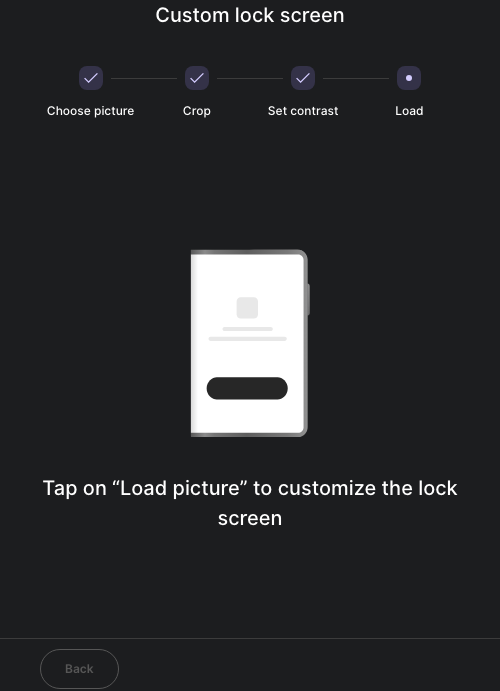 Custom lock screen
Choose picture
Crop
Set contrast
Load
Tap on “Load picture” to customize the lock
screen
Back